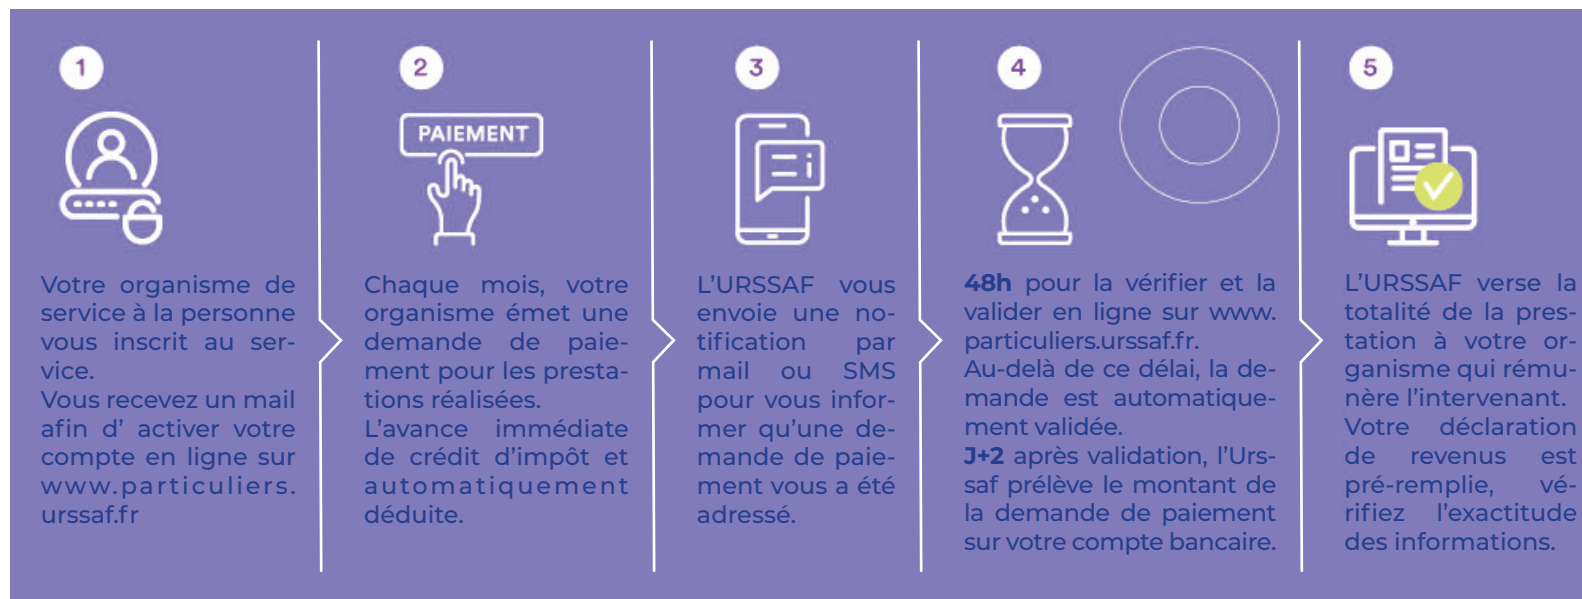 1
Votre organisme de
service à la personne
vous inscrit au ser-
vice.
Vous recevez un mail
afin d’ activer votre
compte en ligne sur
www.particuliers.
urssaf.fr
2
PAIEMENT
Chaque mois, votre
organisme émet une
demande de paie-
ment pour les presta-
tions réalisées.
L’avance immédiate
de crédit d’impôt et
automatiquement
déduite.
3
i
L’URSSAF vous
envoie une no-
tification par
mail ou SMS
pour vous infor-
mer qu’une de-
mande de paie-
ment vous a été
adressé.
4
48h pour la vérifier et la
valider en ligne sur www.
particuliers.urssaf.fr.
Au-delà de ce délai, la de-
mande est automatique-
ment validée.
J+2 après validation, l’Urs-
saf prélève le montant de
la demande de paiement
sur votre compte bancaire.
5
L’URSSAF verse la
totalité de la pres-
tation à votre or-
ganisme qui rému-
nère l’intervenant.
Votre déclaration
de revenus est
pré-remplie, vé-
rifiez l’exactitude
des informations.